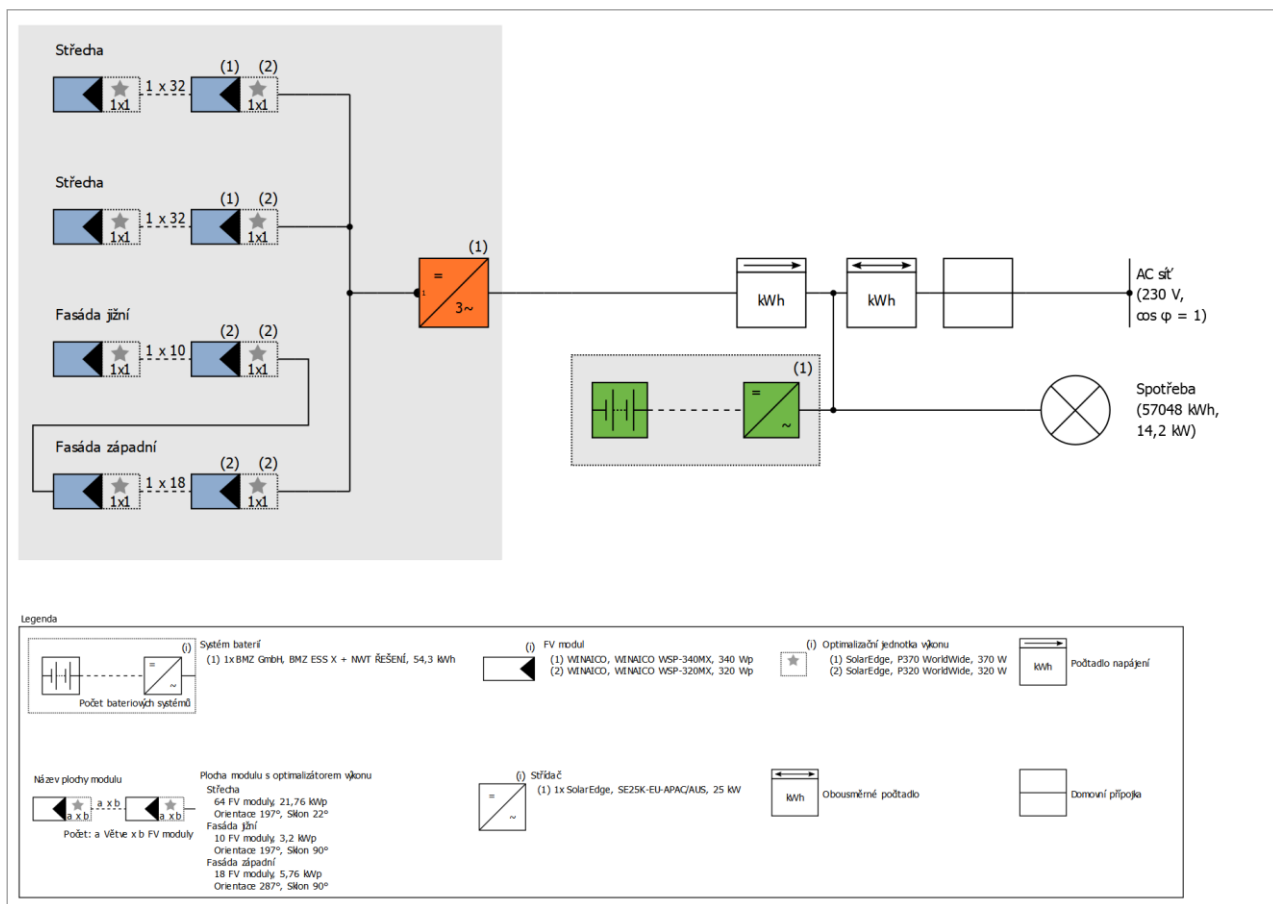 Střecha
(1) (2)
1 x 32
1x1 1x1
Střecha
(1) (2)
1 x 32
1x1 1x1
(1)
=
1
3~
kWh
kWh
AC síť
(230 V,
cos φ = 1)
Fasáda jižní
(2) (2)
1 x 10
1x1 1x1
(1)
=
~
Spotřeba
(57048 kWh,
14,2 kW)
Fasáda západní
(2) (2)
1 x 18
1x1 1x1
Legenda
(i)
=
~
Počet bateriových systémů
Systém baterií
(1) 1x BMZ GmbH, BMZ ESS X + NWT ŘEŠENÍ, 54,3 kWh
(i) FV modul
(1) WINAICO, WINAICO WSP-340MX, 340 Wp
(2) WINAICO, WINAICO WSP-320MX, 320 Wp
(i) Optimalizační jednotka výkonu
(1) SolarEdge, P370 WorldWide, 370 W
(2) SolarEdge, P320 WorldWide, 320 W
kWh
Počtadlo napájení
Název plochy modulu
a x b
a x b a x b
Počet: a Větve x b FV moduly
Plocha modulu s optimalizátorem výkonu
Střecha
64 FV moduly, 21,76 kWp
Orientace 197°, Sklon 22°
Fasáda jižní
10 FV moduly, 3,2 kWp
Orientace 197°, Sklon 90°
Fasáda západní
18 FV moduly, 5,76 kWp
Orientace 287°, Sklon 90°
=
~
(i) Střídač
(1) 1x SolarEdge, SE25K-EU-APAC/AUS, 25 kW
kWh
Obousměrné počtadlo
Domovní přípojka